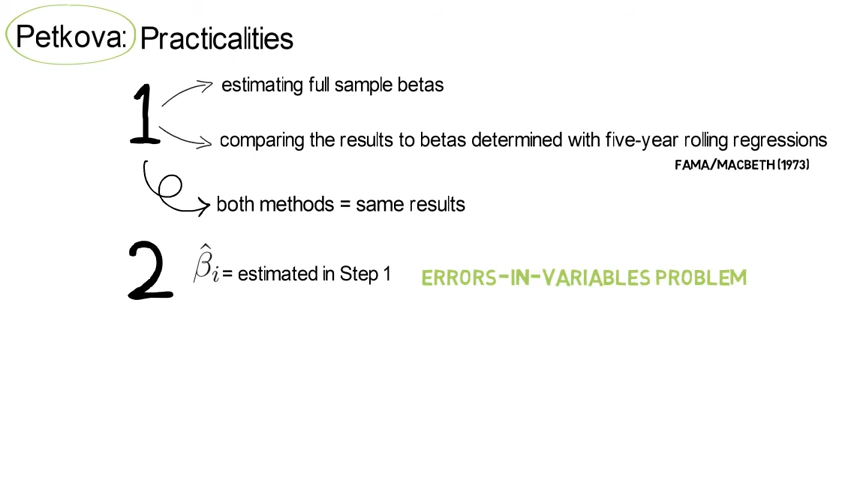 Petkova: Practicalities
1
estimating full sample betas
comparing the results to betas determined with five-year rolling regressions
FAMA/MACBETH (1973)
both methods = same results
2 β̂i = estimated in Step 1 ERRORS-IN-VARIABLES PROBLEM